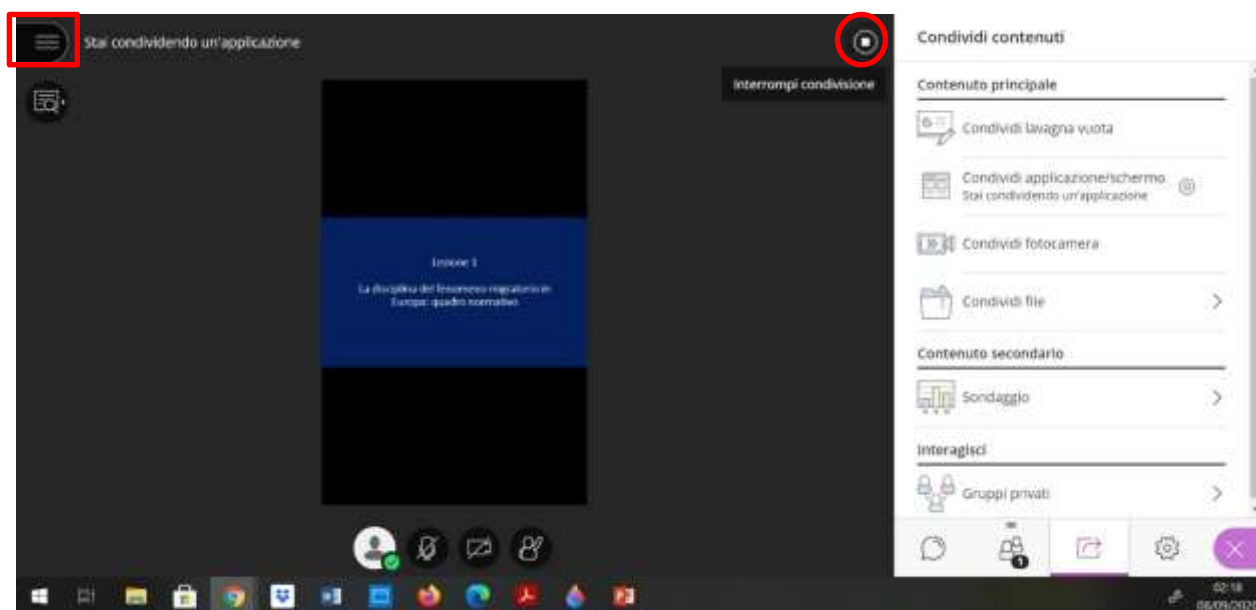 Stai condividendo un'applicazione
Interrompi condivisione
Lezione 1
La disciplina del fenomeno migratorio in
Europa: quadro normativo
Condividi contenuti
Contenuto principale
Condividi lavagna vuota
Condividi applicazione/schermo
Stai condividendo un'applicazione
Condividi fotocamera
Condividi file
Contenuto secondario
Sondaggio
Interagisci
Gruppi privati
1
02:18